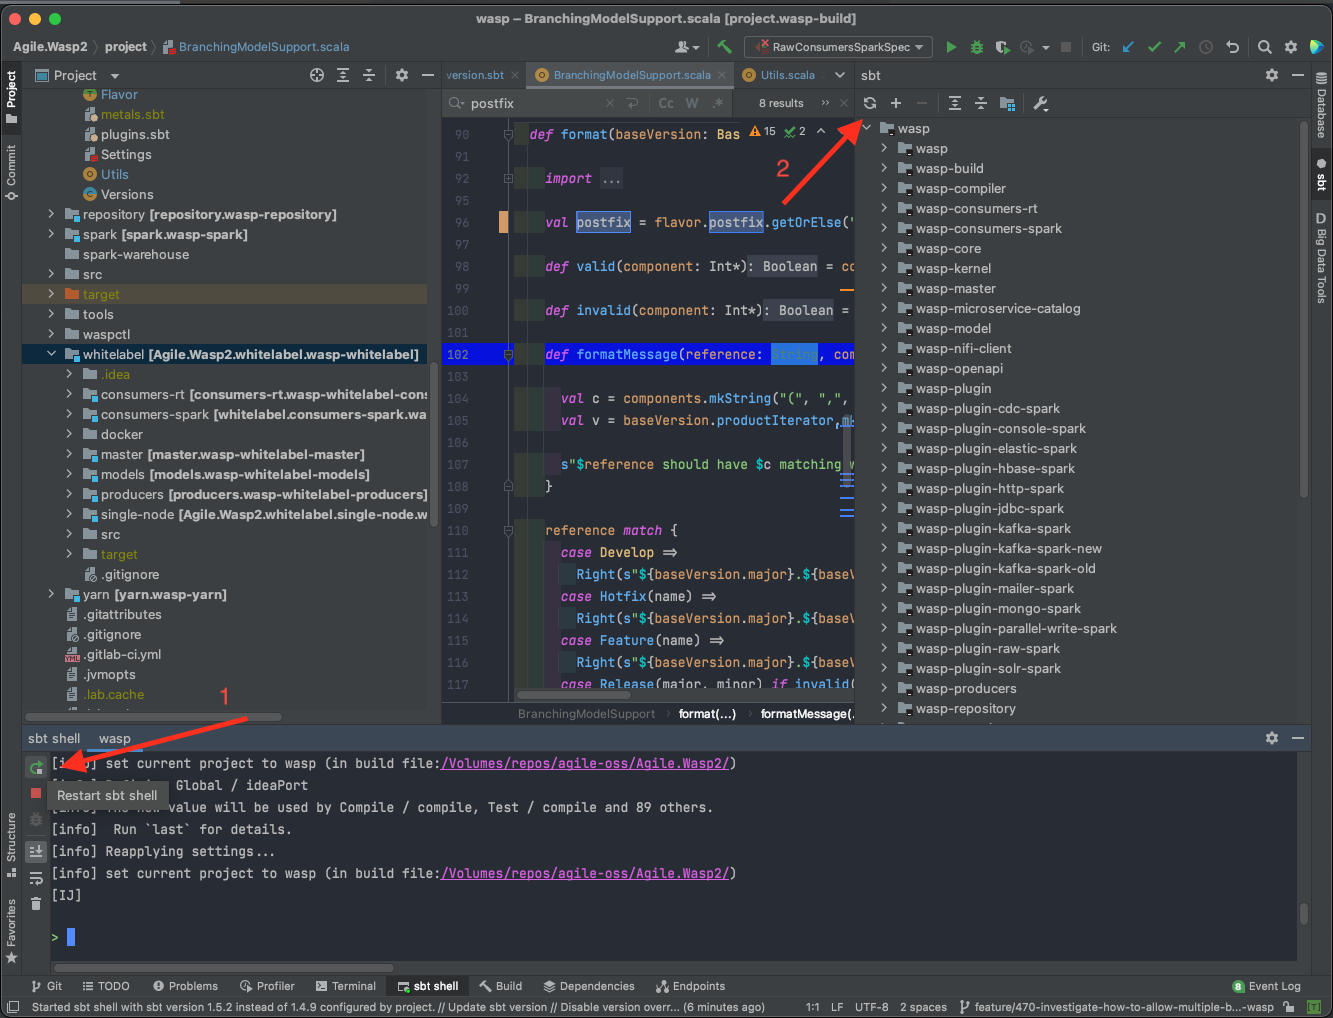 wasp – BranchingModelSupport.scala [project.wasp-build]
Agile.Wasp2 project BranchingModelSupport.scala
RawConsumersSparkSpec
Git:
Project
version.sbt
BranchingModelSupport.scala
Utils.scala
sbt
postfix
Cc W .*
8 results
Project
Commit
Structure
Favorites
Database
sbt
Big Data Tools
Flavor
metals.sbt
plugins.sbt
Settings
Utils
Versions
repository [repository.wasp-repository]
spark [spark.wasp-spark]
spark-warehouse
src
target
tools
waspctl
whitelabel [Agile.Wasp2.whitelabel.wasp-whitelabel]
.idea
consumers-rt [consumers-rt.wasp-whitelabel-cons
consumers-spark [whitelabel.consumers-spark.wa
docker
master [master.wasp-whitelabel-master]
models [models.wasp-whitelabel-models]
producers [producers.wasp-whitelabel-producers]
single-node [Agile.Wasp2.whitelabel.single-node.w
src
target
.gitignore
yarn [yarn.wasp-yarn]
.gitattributes
.gitignore
.gitlab-ci.yml
.jvmopts
.lab.cache
1
90 def format(baseVersion: Bas
15 2
91
92 import ...
95
96 val postfix = flavor.postfix.getOrElse("
97
98 def valid(component: Int*): Boolean = co
99
100 def invalid(component: Int*): Boolean =
101
102 def formatMessage(reference: String, com
103
104 val c = components.mkString("(", ",",
105 val v = baseVersion.productIterator.
106
107 s"$reference should have $c matching
108 }
109
110 reference match {
111 case Develop ⇒
112 Right(s"${baseVersion.major}.${baseV
113 case Hotfix(name) ⇒
114 Right(s"${baseVersion.major}.${baseV
115 case Feature(name) ⇒
116 Right(s"${baseVersion.major}.${baseV
117 case Release(major, minor) if invalid(
BranchingModelSupport format(...) formatMessage(.
2
wasp
wasp
wasp-build
wasp-compiler
wasp-consumers-rt
wasp-consumers-spark
wasp-core
wasp-kernel
wasp-master
wasp-microservice-catalog
wasp-model
wasp-nifi-client
wasp-openapi
wasp-plugin
wasp-plugin-cdc-spark
wasp-plugin-console-spark
wasp-plugin-elastic-spark
wasp-plugin-hbase-spark
wasp-plugin-http-spark
wasp-plugin-jdbc-spark
wasp-plugin-kafka-spark
wasp-plugin-kafka-spark-new
wasp-plugin-kafka-spark-old
wasp-plugin-mailer-spark
wasp-plugin-mongo-spark
wasp-plugin-parallel-write-spark
wasp-plugin-raw-spark
wasp-plugin-solr-spark
wasp-producers
wasp-repository
sbt shell wasp
set current project to wasp (in build file:/Volumes/repos/agile-oss/Agile.Wasp2/)
Global / ideaPort
Restart sbt shell
value will be used by Compile / compile, Test / compile and 89 others.
[info] Run `last` for details.
[info] Reapplying settings...
[info] set current project to wasp (in build file:/Volumes/repos/agile-oss/Agile.Wasp2/)
[IJ]
>
Git TODO Problems Profiler Terminal sbt shell Build Dependencies Endpoints 8 Event Log
Started sbt shell with sbt version 1.5.2 instead of 1.4.9 configured by project. // Update sbt version // Disable version overr... (6 minutes ago) 1:1 LF UTF-8 2 spaces feature/470-investigate-how-to-allow-multiple-b...-wasp